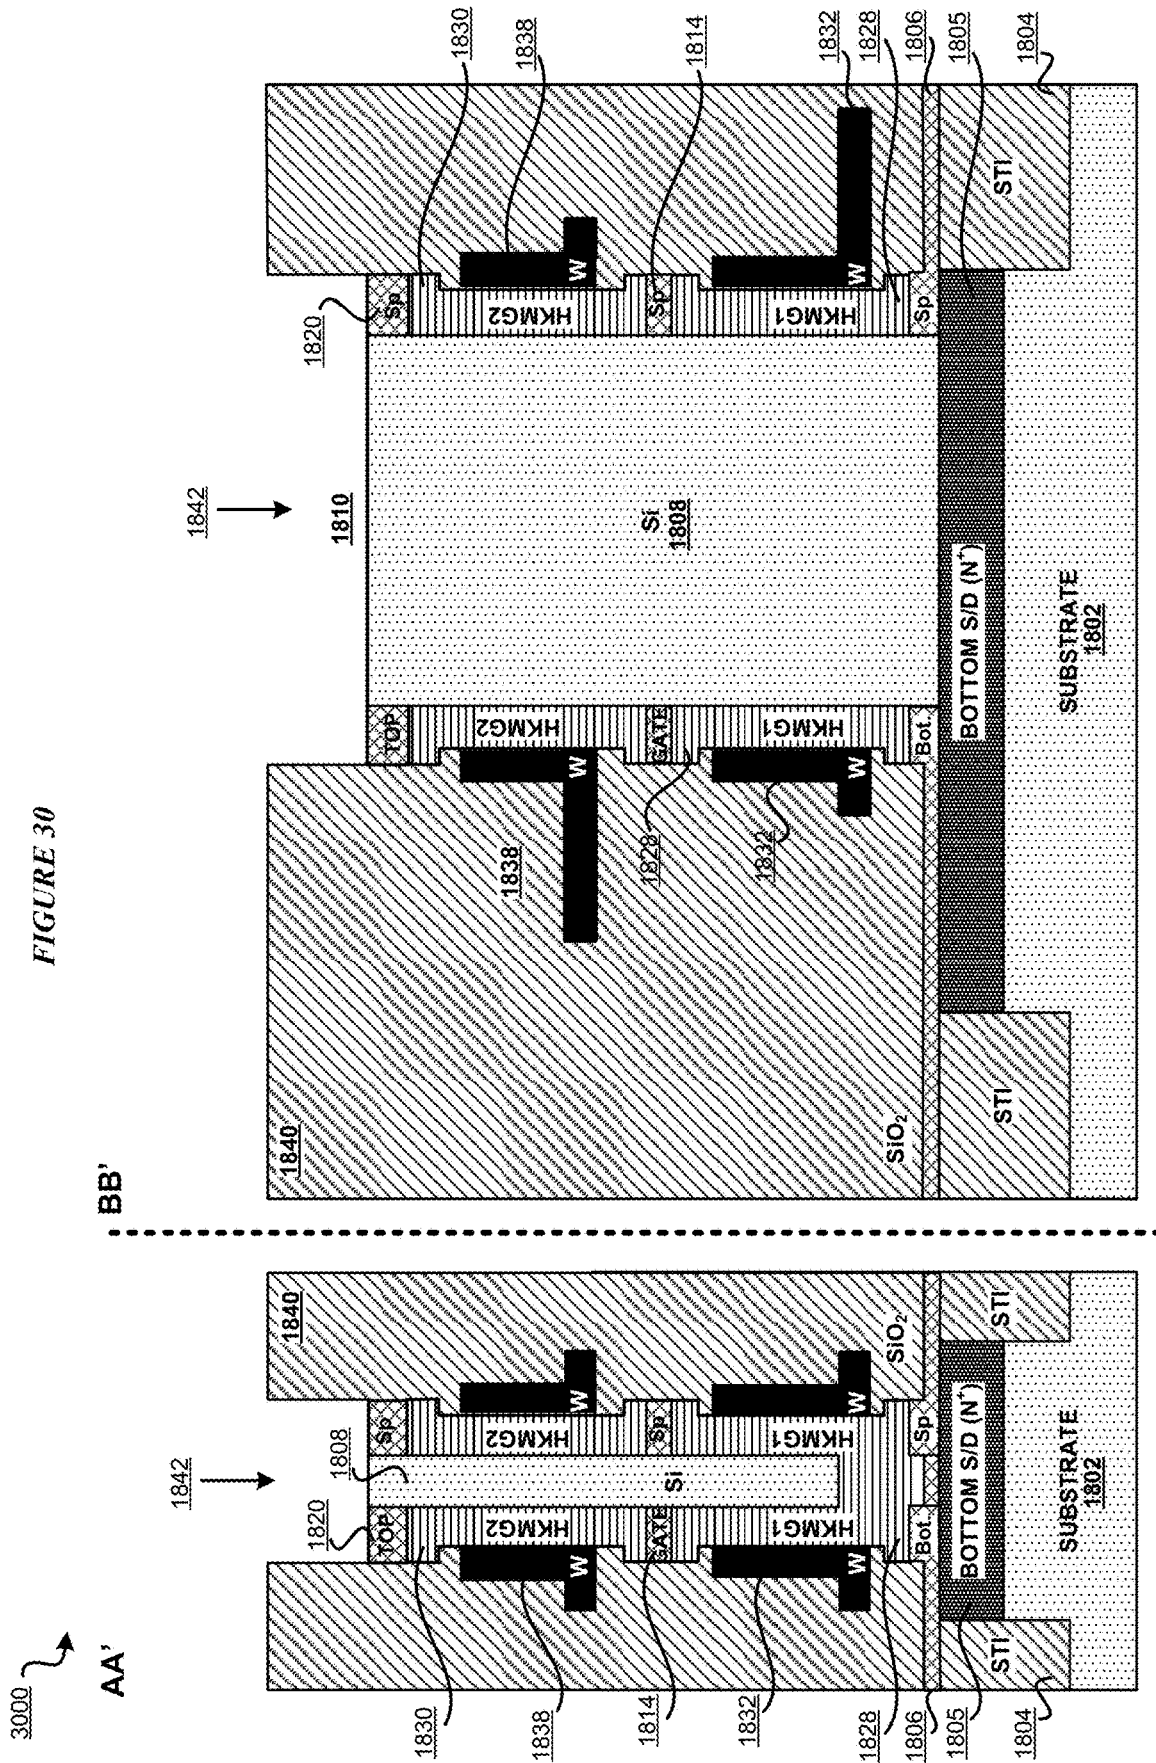 FIGURE 30
3000
AA'
1842
1820
1808
1840
TOP
Sp
1830
HKMG2
HKMG2
1838
W
W
1814
GATE
Sp
Si
1832
HKMG1
HKMG1
W
W
1828
SiO₂
Bot.
Sp
1806
1805
BOTTOM S/D (N⁺)
STI
STI
1804
SUBSTRATE
1802
BB'
1840
1842
1810
1820
TOP
Sp
1830
HKMG2
HKMG2
1838
1838
W
W
GATE
Sp
1814
1828
Si
1808
HKMG1
HKMG1
1832
W
W
1832
1828
SiO₂
Bot.
Sp
1806
1805
BOTTOM S/D (N⁺)
STI
STI
1804
SUBSTRATE
1802